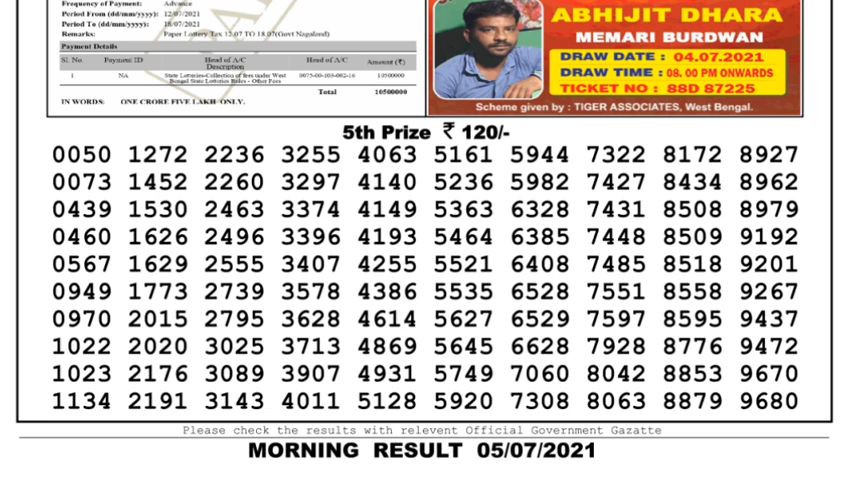 Frequency of Payment: Advance
Period From (dd/mm/yyyy): 12/07/2021
Period To (dd/mm/yyyy): 18/07/2021
Remarks: Paper Lottery Tax 12.07 TO 18.07(Govt Nagaland)
Payment Details
Sl. No. Payment ID Head of A/C Description Head of A/C Amount (₹)
1 NA State Lotteries-Collection of fees under West Bengal State Lotteries Rules - Other Fees 0075-00-103-002-16 10500000
Total 10500000
IN WORDS: ONE CRORE FIVE LAKH ONLY.
ABHIJIT DHARA
MEMARI BURDWAN
DRAW DATE : 04.07.2021
DRAW TIME : 08. 00 PM ONWARDS
TICKET NO : 88D 87225
Scheme given by : TIGER ASSOCIATES, West Bengal.
5th Prize ₹ 120/-
0050 1272 2236 3255 4063 5161 5944 7322 8172 8927
0073 1452 2260 3297 4140 5236 5982 7427 8434 8962
0439 1530 2463 3374 4149 5363 6328 7431 8508 8979
0460 1626 2496 3396 4193 5464 6385 7448 8509 9192
0567 1629 2555 3407 4255 5521 6408 7485 8518 9201
0949 1773 2739 3578 4386 5535 6528 7551 8558 9267
0970 2015 2795 3628 4614 5627 6529 7597 8595 9437
1022 2020 3025 3713 4869 5645 6628 7928 8776 9472
1023 2176 3089 3907 4931 5749 7060 8042 8853 9670
1134 2191 3143 4011 5128 5920 7308 8063 8879 9680
Please check the results with relevent Official Government Gazatte
MORNING RESULT 05/07/2021